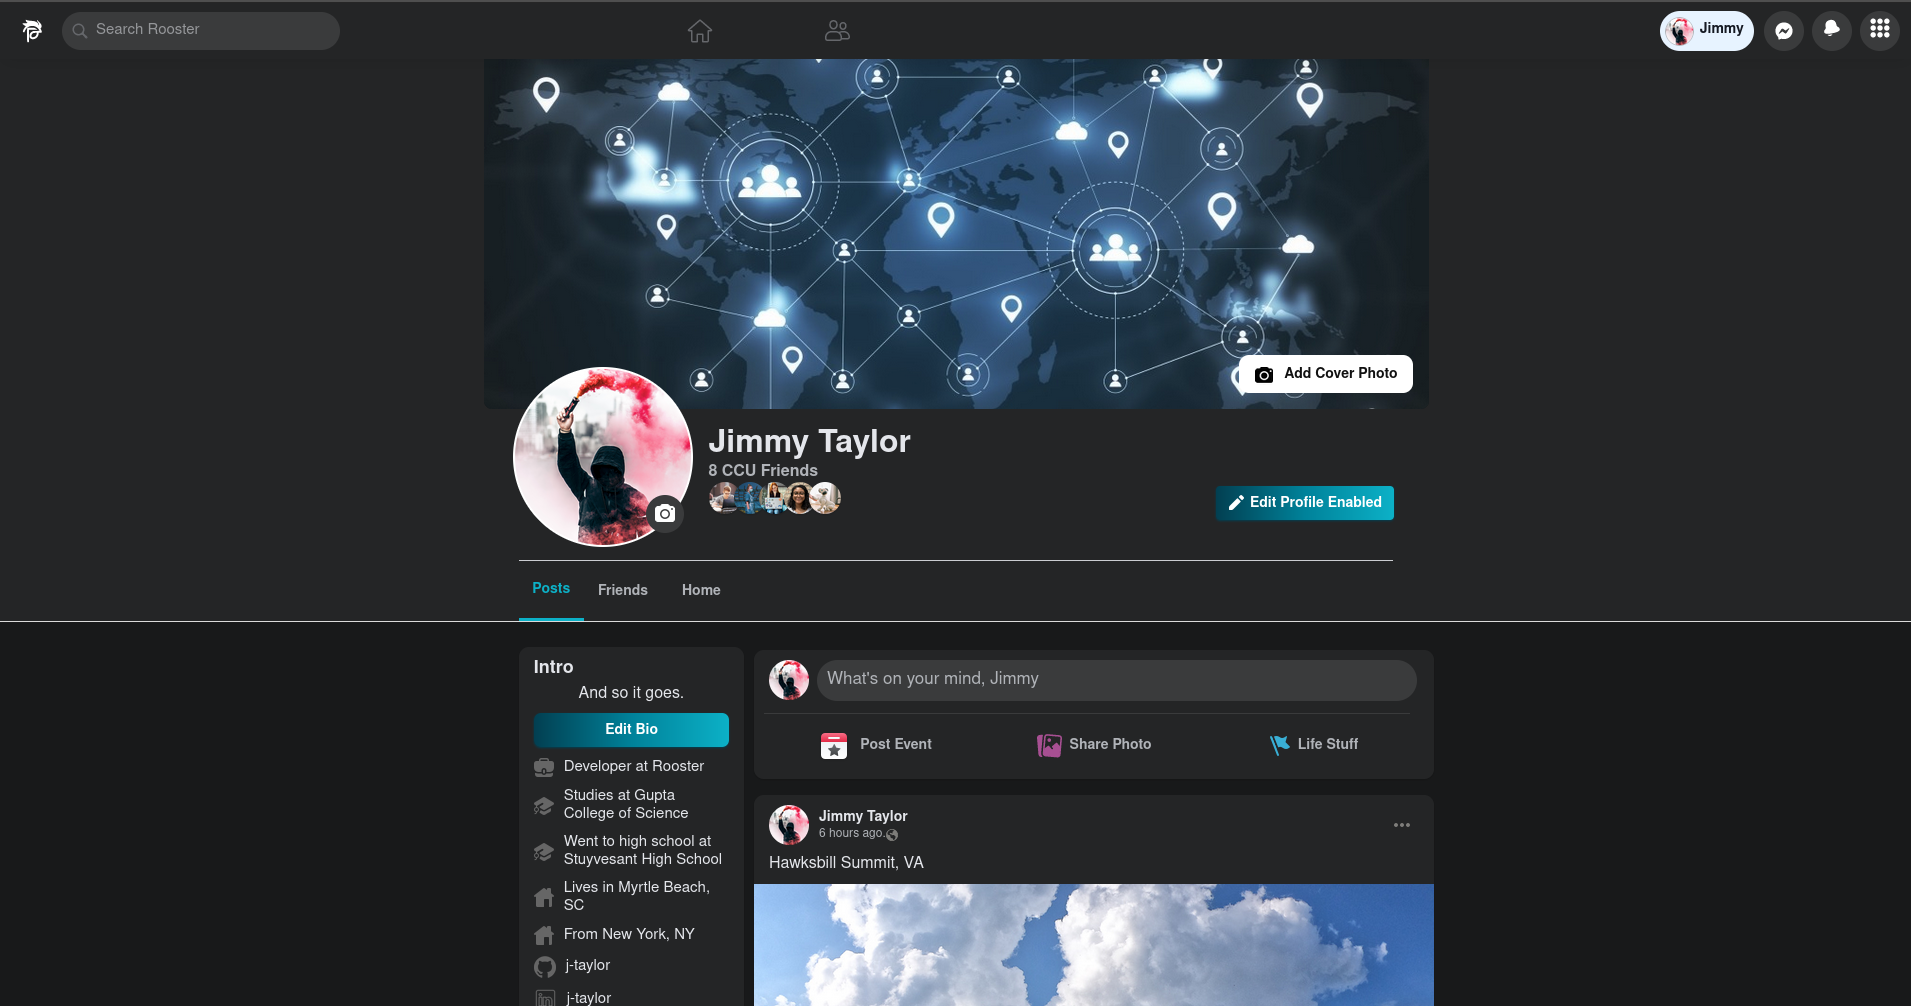 Search Rooster
Jimmy
Add Cover Photo
Jimmy Taylor
8 CCU Friends
Edit Profile Enabled
Posts
Friends
Home
Intro
And so it goes.
Edit Bio
Developer at Rooster
Studies at Gupta
College of Science
Went to high school at
Stuyvesant High School
Lives in Myrtle Beach,
SC
From New York, NY
j-taylor
j-taylor
What's on your mind, Jimmy
Post Event
Share Photo
Life Stuff
Jimmy Taylor
6 hours ago.
Hawksbill Summit, VA